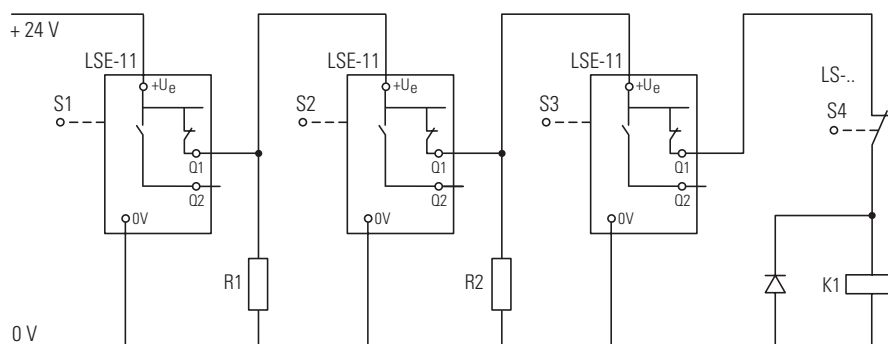 + 24 V
LSE-11
LSE-11
LSE-11
LS-..
+Ue
+Ue
+Ue
S1
S2
S3
S4
Q1
Q1
Q1
Q2
Q2
Q2
0V
0V
0V
R1
R2
K1
0 V